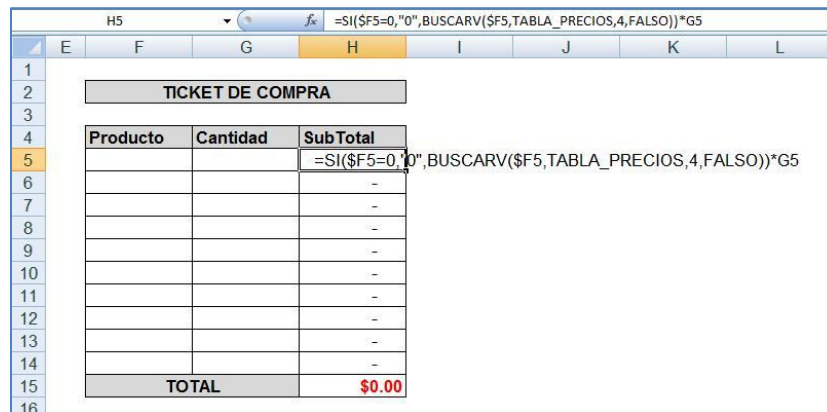 H5 fx =SI($F5=0,"0",BUSCARV($F5,TABLA_PRECIOS,4,FALSO))*G5
E F G H I J K L
1
2 TICKET DE COMPRA
3
4 Producto Cantidad SubTotal
5 =SI($F5=0,"0",BUSCARV($F5,TABLA_PRECIOS,4,FALSO))*G5
6 -
7 -
8 -
9 -
10 -
11 -
12 -
13 -
14 -
15 TOTAL $0.00
16